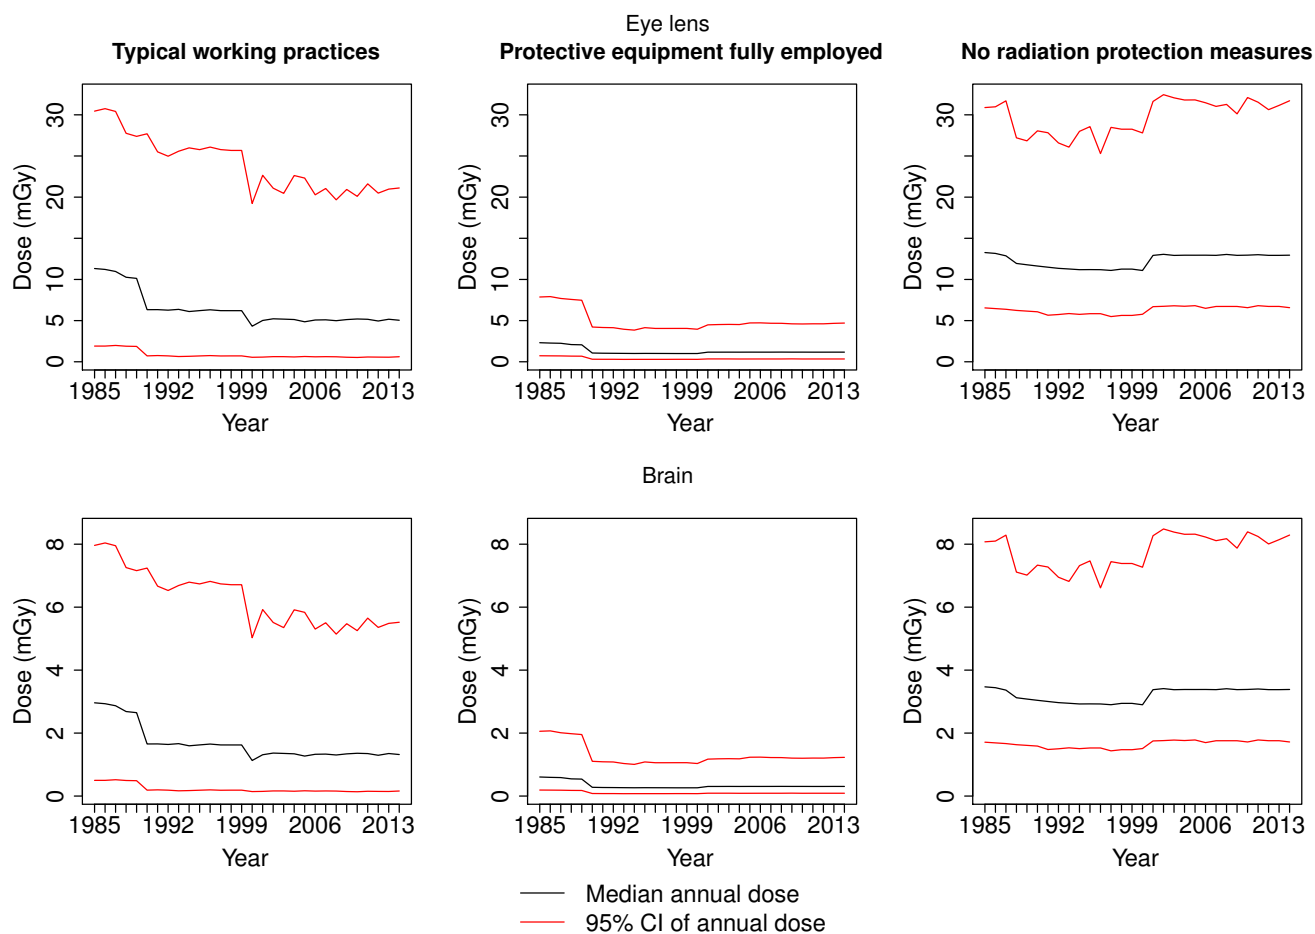 Eye lens
Typical working practices
Protective equipment fully employed
No radiation protection measures
Dose (mGy)
0
5
10
20
30
1985 1992 1999 2006 2013
Year
Dose (mGy)
0
5
10
20
30
1985 1992 1999 2006 2013
Year
Dose (mGy)
0
5
10
20
30
1985 1992 1999 2006 2013
Year
Brain
Dose (mGy)
0
2
4
6
8
1985 1992 1999 2006 2013
Year
Dose (mGy)
0
2
4
6
8
1985 1992 1999 2006 2013
Year
Dose (mGy)
0
2
4
6
8
1985 1992 1999 2006 2013
Year
Median annual dose
95% CI of annual dose